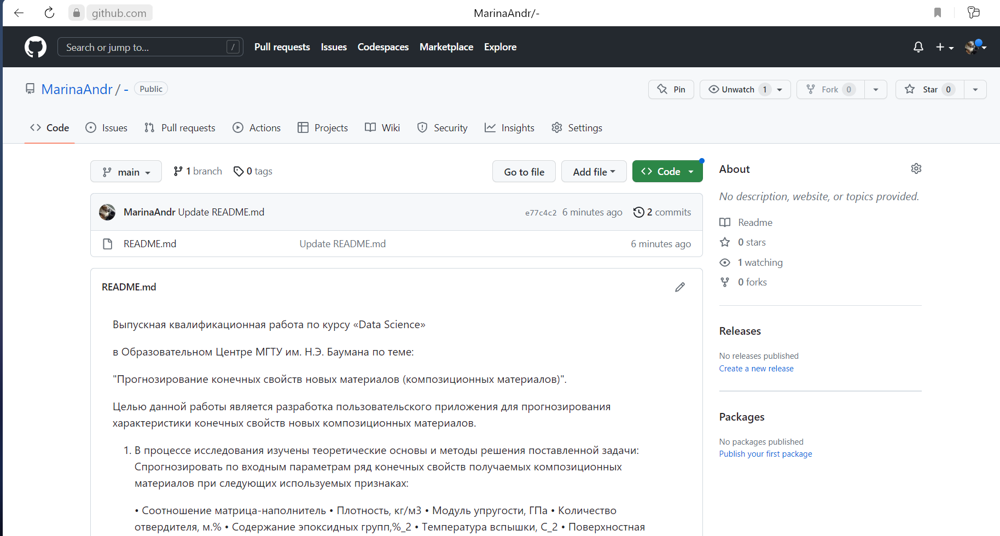 github.com
MarinaAndr/-
Search or jump to... /
Pull requests Issues Codespaces Marketplace Explore
MarinaAndr / - Public
Pin Unwatch 1 Fork 0 Star 0
Code Issues Pull requests Actions Projects Wiki Security Insights Settings
main 1 branch 0 tags Go to file Add file Code
MarinaAndr Update README.md e77c4c2 6 minutes ago 2 commits
README.md Update README.md 6 minutes ago
README.md
Выпускная квалификационная работа по курсу «Data Science»
в Образовательном Центре МГТУ им. Н.Э. Баумана по теме:
"Прогнозирование конечных свойств новых материалов (композиционных материалов)".
Целью данной работы является разработка пользовательского приложения для прогнозирования
характеристики конечных свойств новых композиционных материалов.
1. В процессе исследования изучены теоретические основы и методы решения поставленной задачи:
Спрогнозировать по входным параметрам ряд конечных свойств получаемых композиционных
материалов при следующих используемых признаках:
• Соотношение матрица-наполнитель • Плотность, кг/м3 • Модуль упругости, ГПа • Количество
отвердителя, м.% • Содержание эпоксидных групп,%_2 • Температура вспышки, С_2 • Поверхностная
About
No description, website, or topics provided.
Readme
0 stars
1 watching
0 forks
Releases
No releases published
Create a new release
Packages
No packages published
Publish your first package